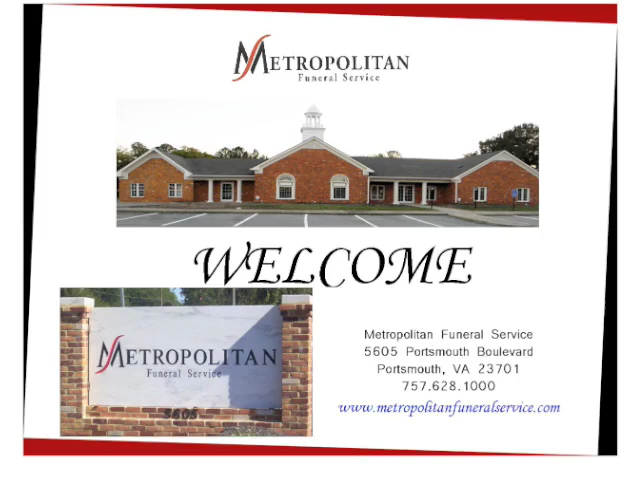 METROPOLITAN
Funeral Service
WELCOME
METROPOLITAN
Funeral Service
5605
Metropolitan Funeral Service
5605 Portsmouth Boulevard
Portsmouth, VA 23701
757.628.1000
www.metropolitanfuneralservice.com